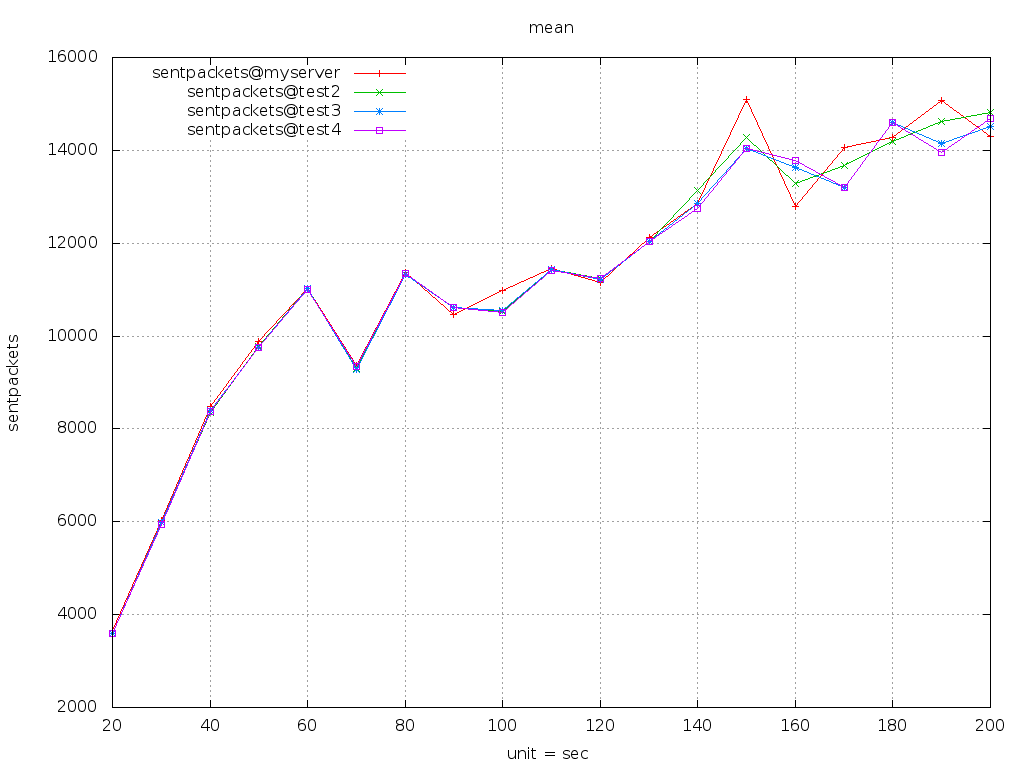 mean
16000
14000
12000
10000
8000
6000
4000
2000
sentpackets
sentpackets@myserver
sentpackets@test2
sentpackets@test3
sentpackets@test4
20 40 60 80 100 120 140 160 180 200
unit = sec